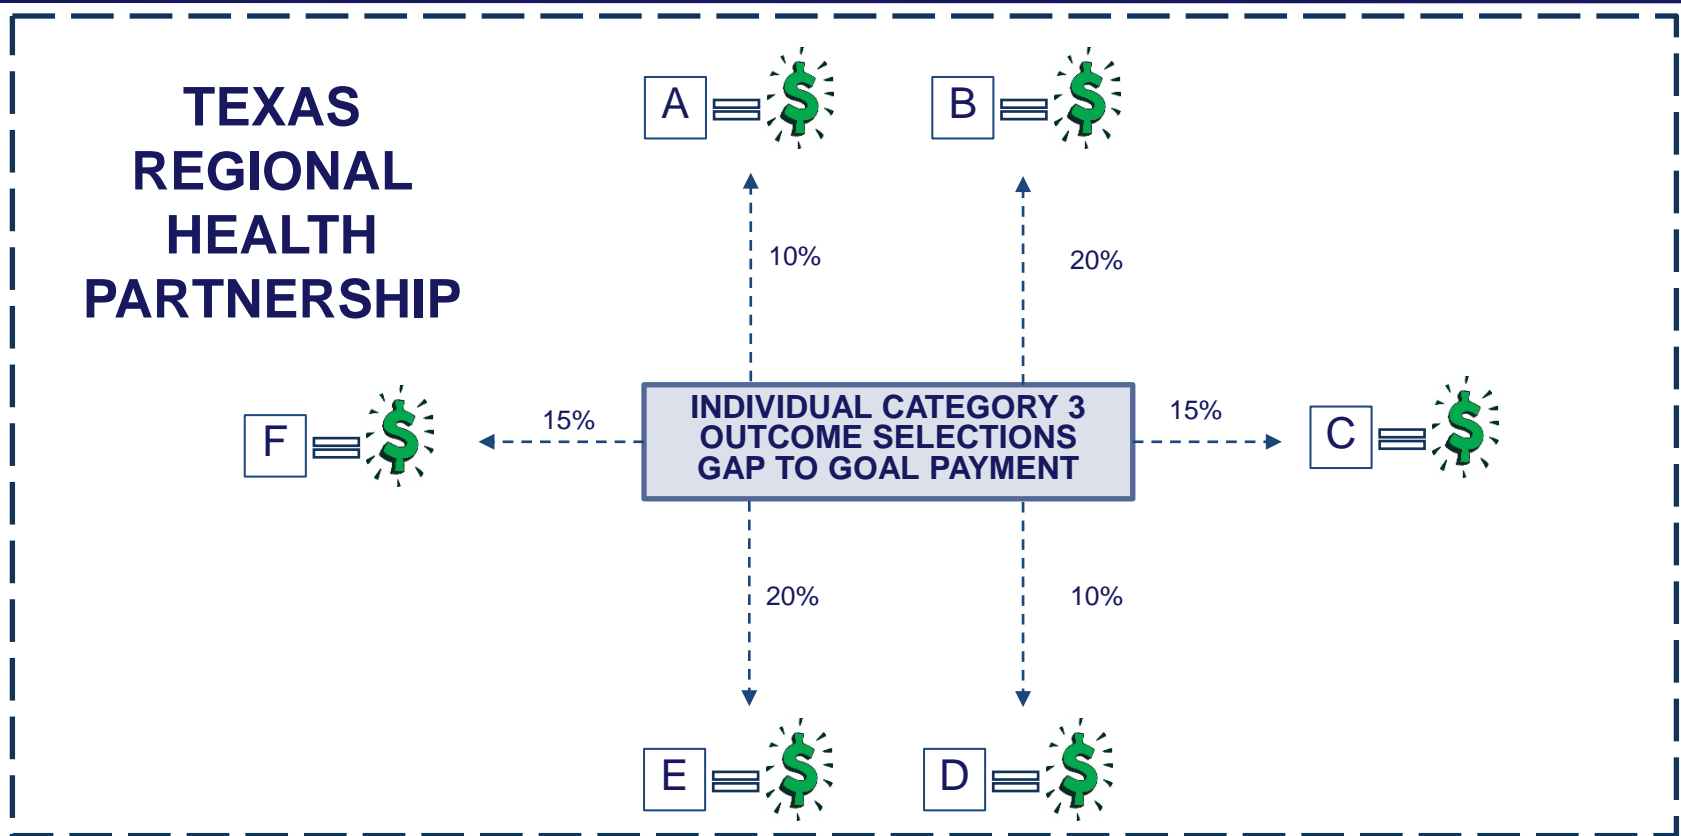 TEXAS
REGIONAL
HEALTH
PARTNERSHIP
A = $
B = $
10%
20%
INDIVIDUAL CATEGORY 3
OUTCOME SELECTIONS
GAP TO GOAL PAYMENT
F = $
15%
15%
C = $
20%
10%
E = $
D = $